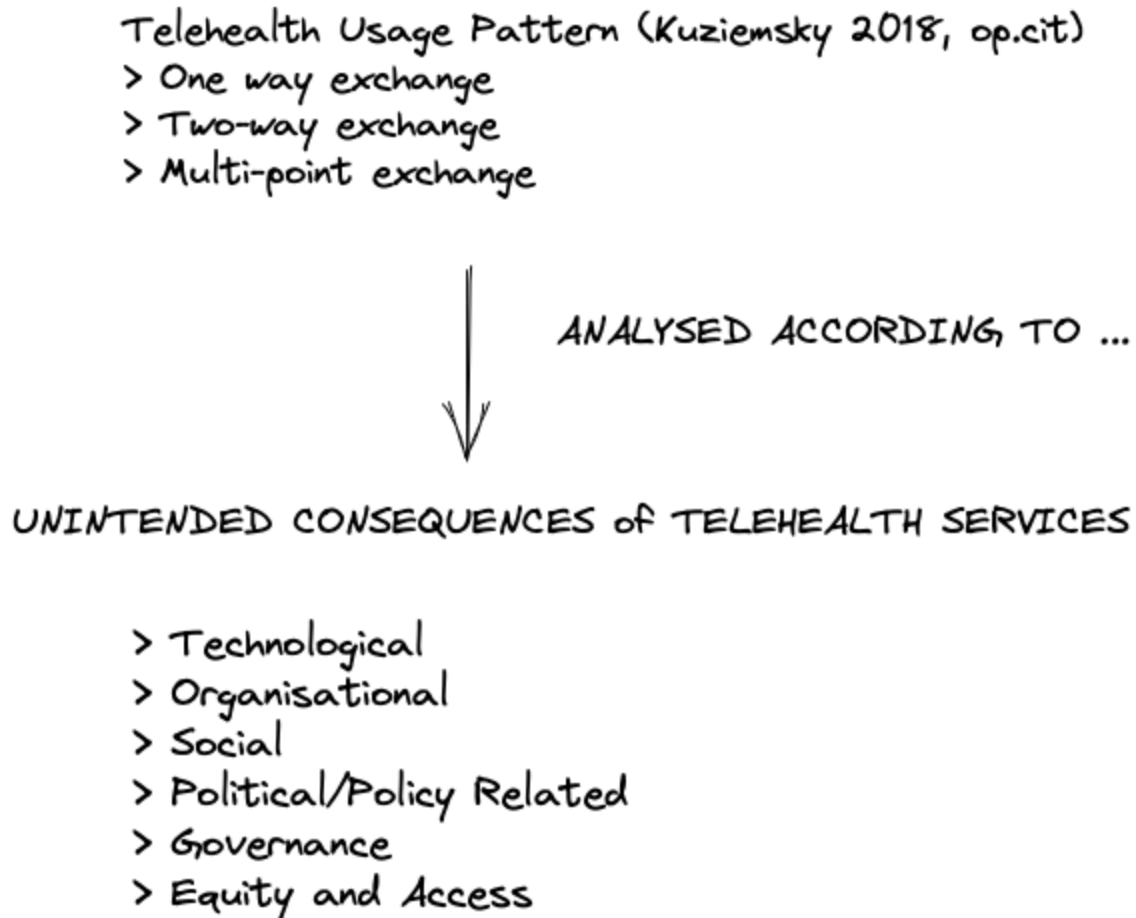 Telehealth Usage Pattern (Kuziemsky 2018, op.cit)
> One way exchange
> Two-way exchange
> Multi-point exchange
ANALYSED ACCORDING TO ...
UNINTENDED CONSEQUENCES of TELEHEALTH SERVICES
> Technological
> Organisational
> Social
> Political/Policy Related
> Governance
> Equity and Access